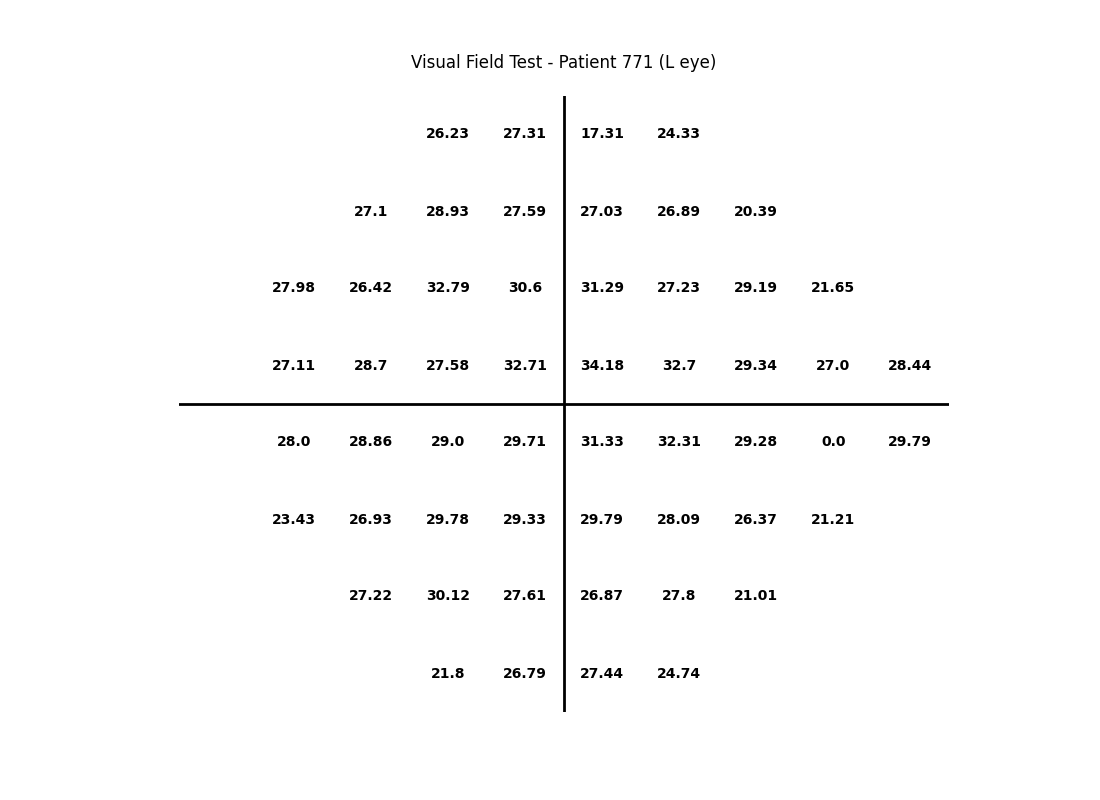 Visual Field Test - Patient 771 (L eye)
26.23 27.31 17.31 24.33
27.1 28.93 27.59 27.03 26.89 20.39
27.98 26.42 32.79 30.6 31.29 27.23 29.19 21.65
27.11 28.7 27.58 32.71 34.18 32.7 29.34 27.0 28.44
28.0 28.86 29.0 29.71 31.33 32.31 29.28 0.0 29.79
23.43 26.93 29.78 29.33 29.79 28.09 26.37 21.21
27.22 30.12 27.61 26.87 27.8 21.01
21.8 26.79 27.44 24.74